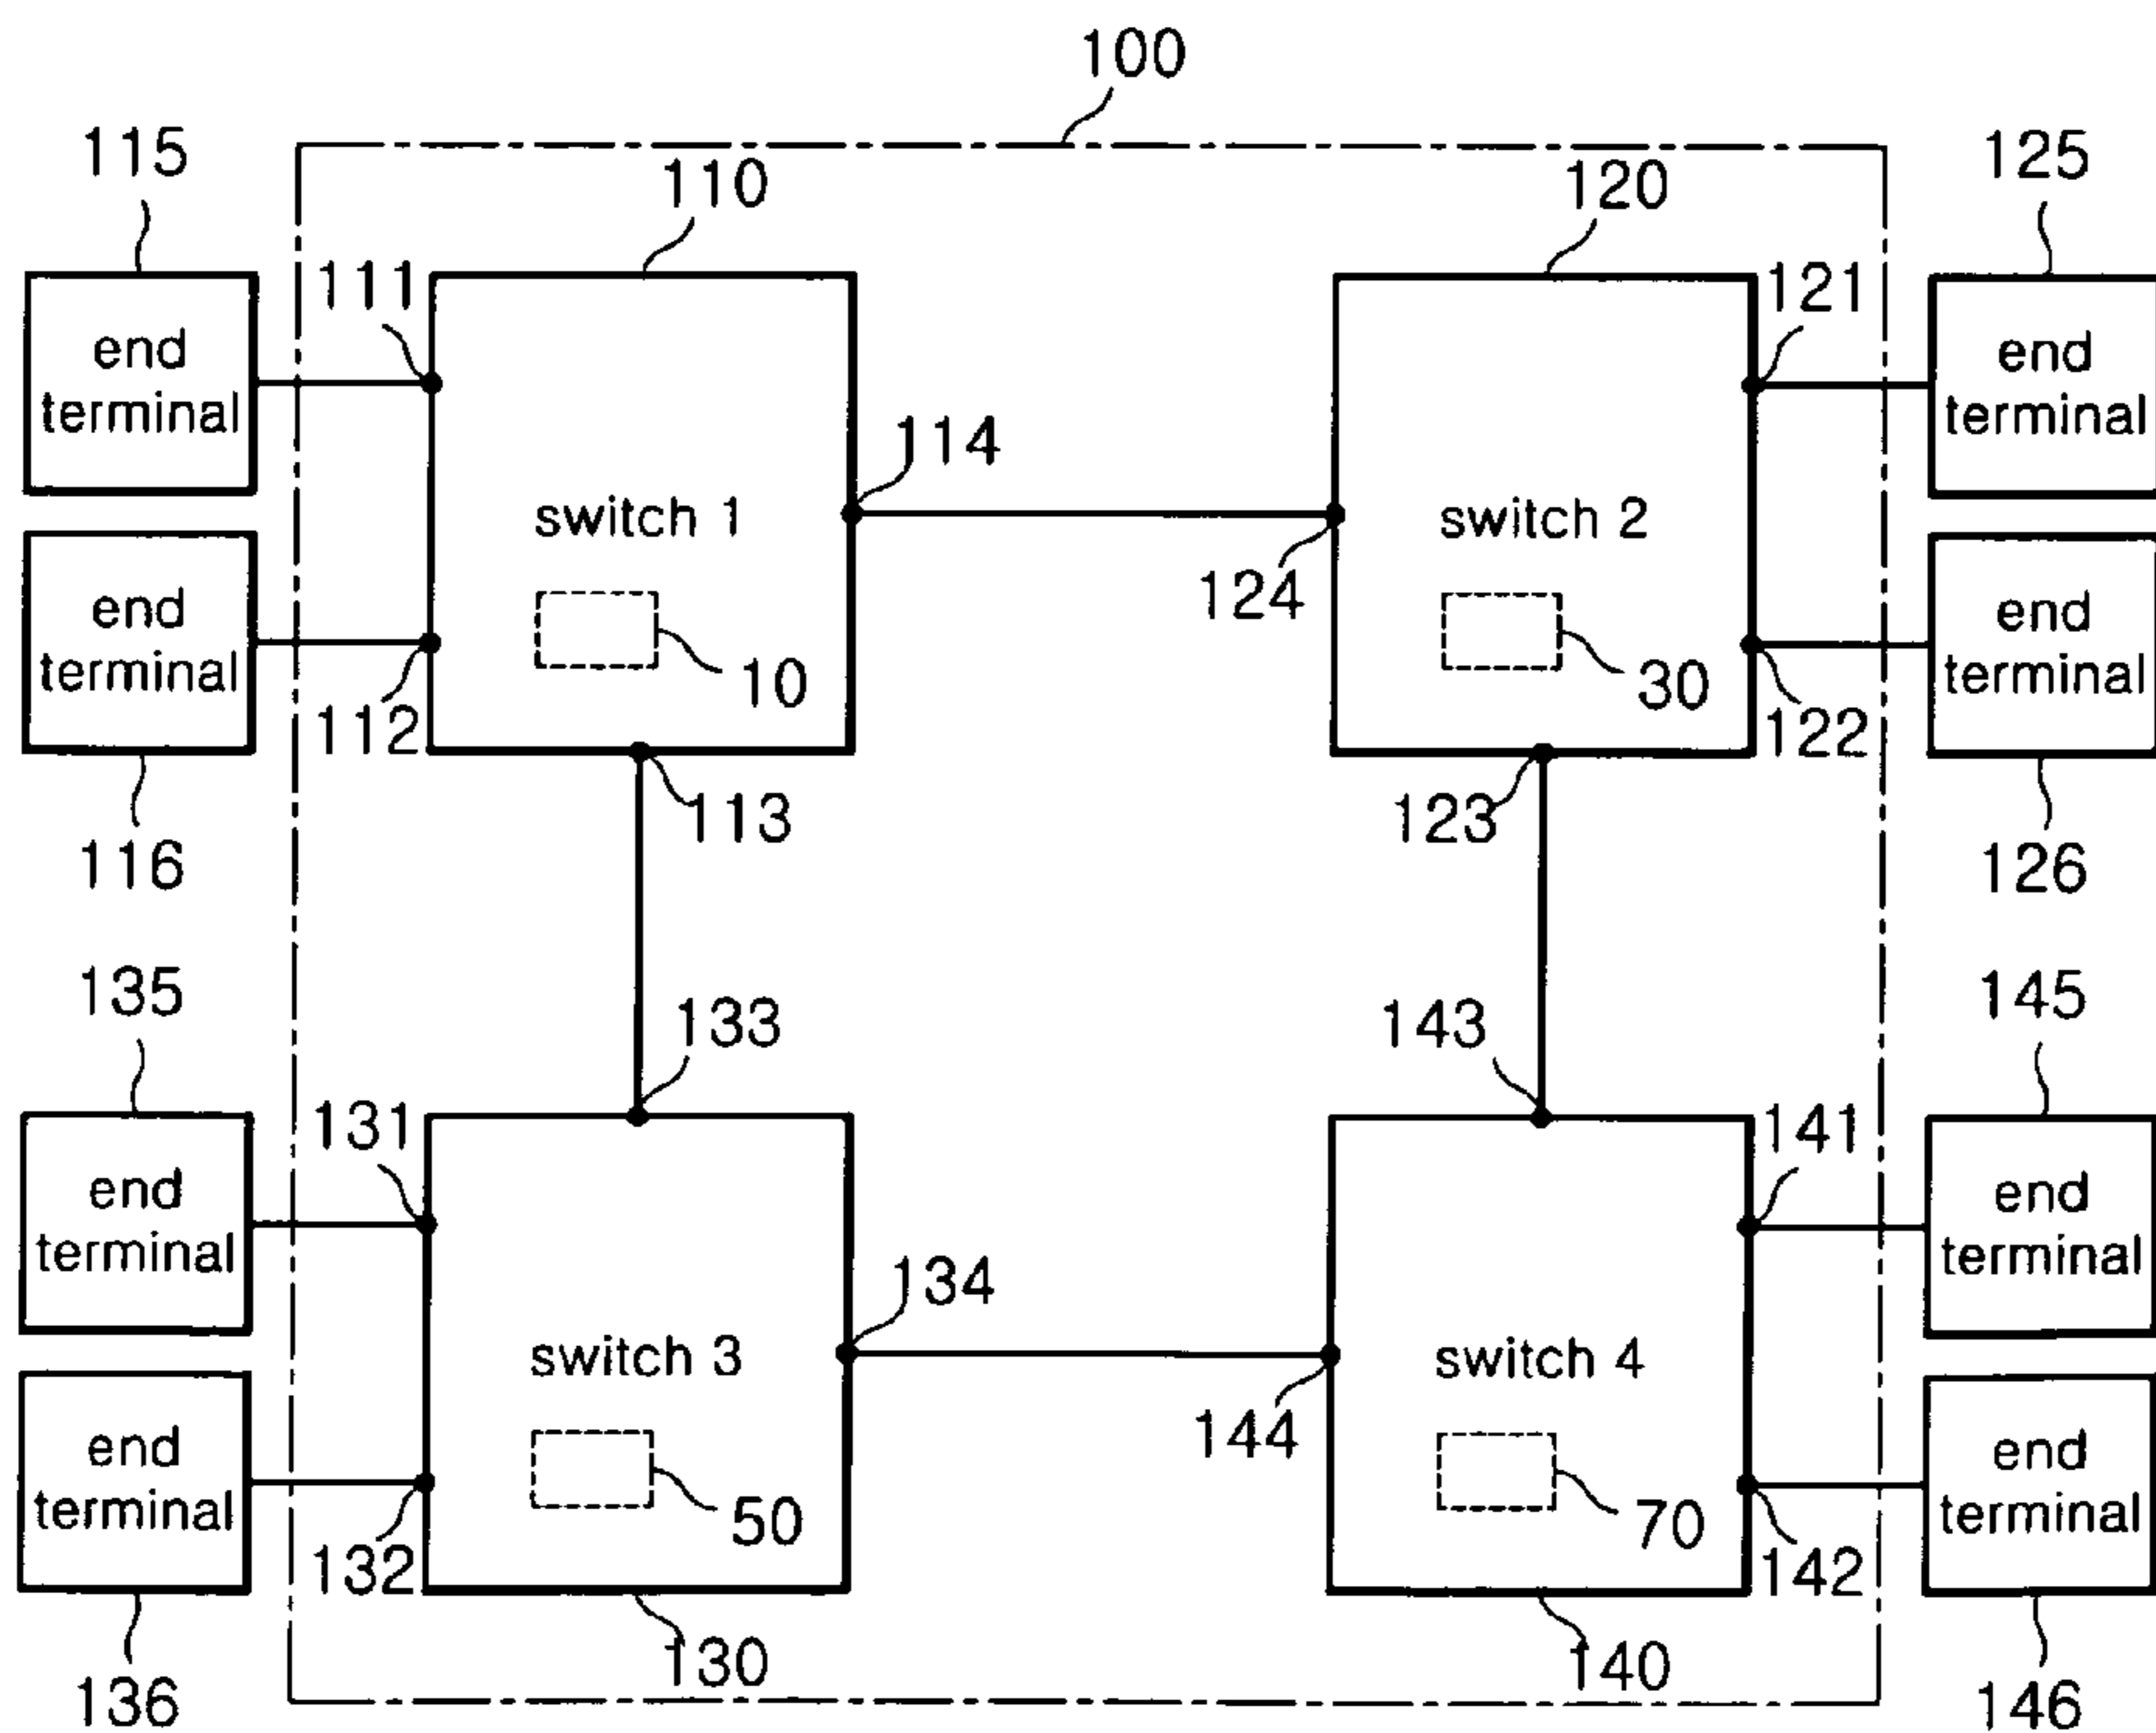 100
115
110
120
125
111
121
end
terminal
end
terminal
114
switch 1
switch 2
124
end
terminal
end
terminal
10
30
112
122
113
123
116
126
135
145
133
143
131
141
end
terminal
end
terminal
134
switch 3
switch 4
144
end
terminal
end
terminal
50
70
132
142
130
140
136
146